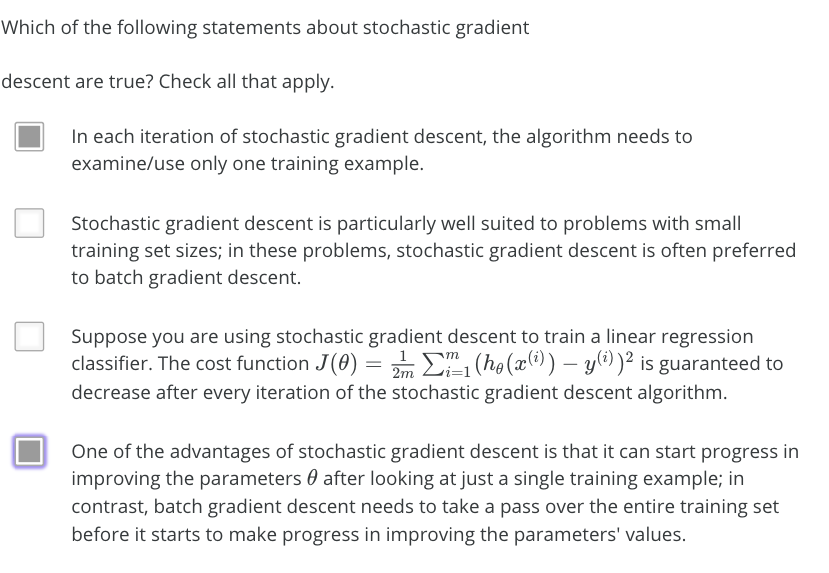 Which of the following statements about stochastic gradient
descent are true? Check all that apply.
In each iteration of stochastic gradient descent, the algorithm needs to
examine/use only one training example.
Stochastic gradient descent is particularly well suited to problems with small
training set sizes; in these problems, stochastic gradient descent is often preferred
to batch gradient descent.
Suppose you are using stochastic gradient descent to train a linear regression
classifier. The cost function J(θ) = 1/2m ∑ᵐᵢ₌₁ (hθ(x⁽ⁱ⁾) − y⁽ⁱ⁾)² is guaranteed to
decrease after every iteration of the stochastic gradient descent algorithm.
One of the advantages of stochastic gradient descent is that it can start progress in
improving the parameters θ after looking at just a single training example; in
contrast, batch gradient descent needs to take a pass over the entire training set
before it starts to make progress in improving the parameters' values.